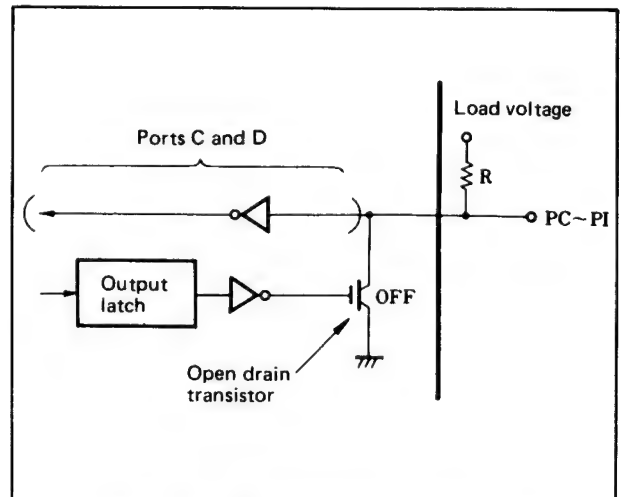 Load voltage
Ports C and D
R
PC~PI
Output
latch
OFF
Open drain
transistor